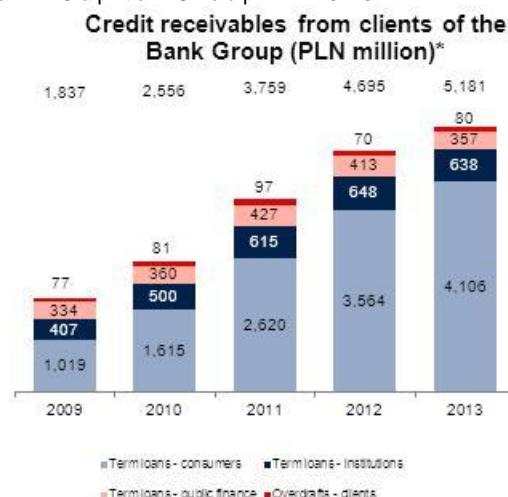 Credit receivables from clients of the
Bank Group (PLN million)*
1,837 2,556 3,759 4,695 5,181
77 334 407 1,019
81 360 500 1,615
97 427 615 2,620
70 413 648 3,564
80 357 638 4,106
2009 2010 2011 2012 2013
Term loans - consumers Term loans - institutions
Term loans - public finance Overdrafts - clients